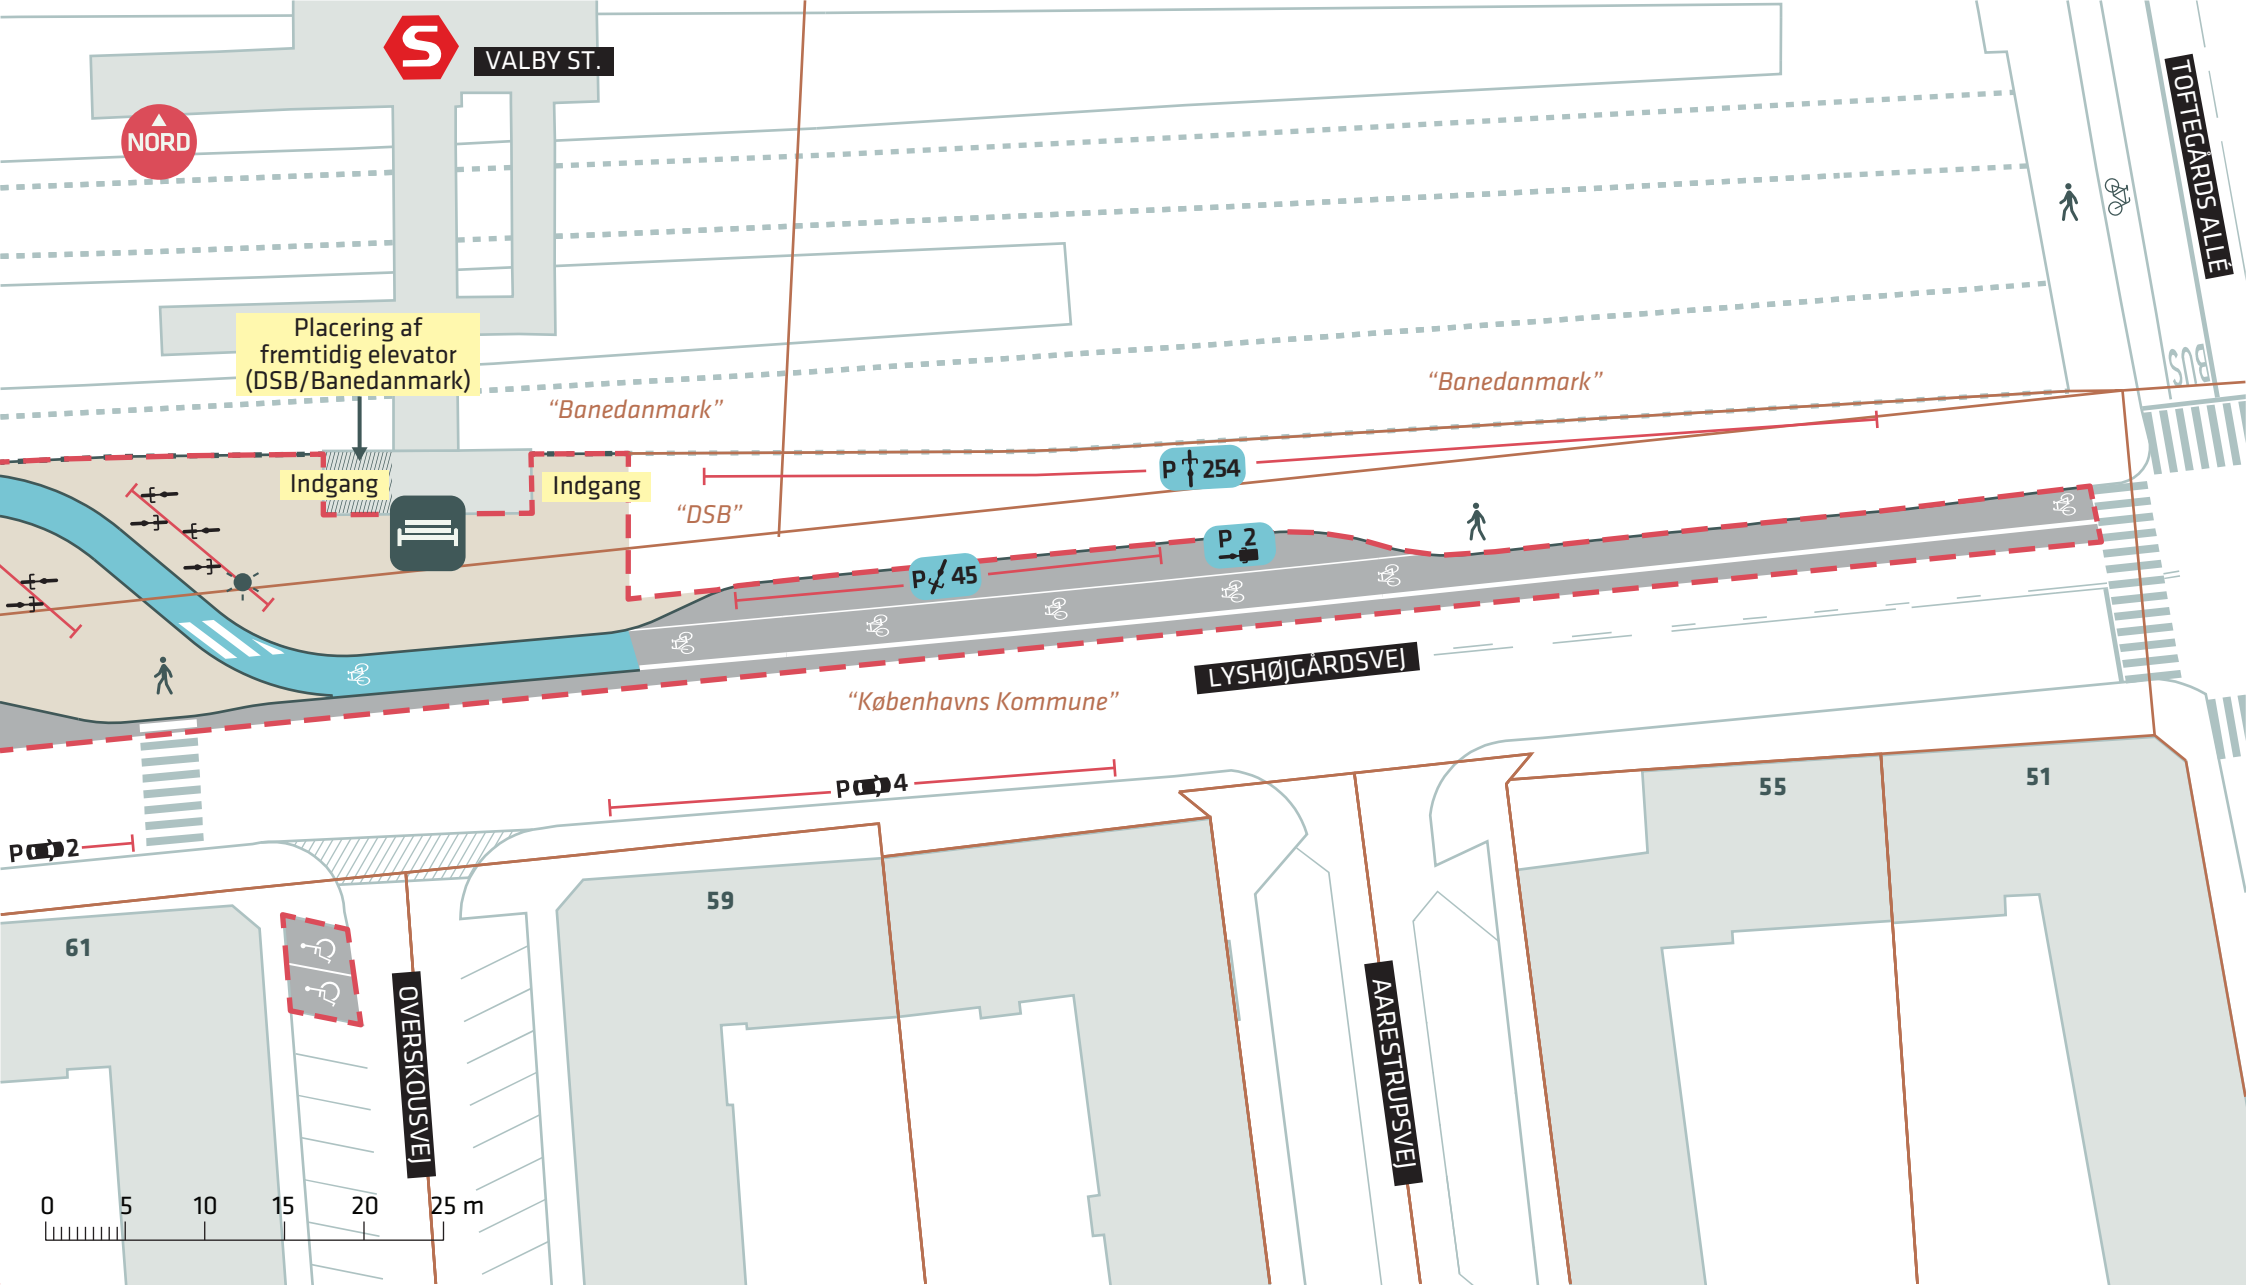 S
VALBY ST.
NORD
TOFTEGÅRDS ALLÉ
BUS
Placering af
fremtidig elevator
(DSB/Banedanmark)
“Banedanmark”
“Banedanmark”
Indgang
Indgang
P 254
“DSB”
P 2
P 45
LYSHØJGÅRDSVEJ
“Københavns Kommune”
P 4
P 2
55
51
59
61
OVERSKOUSVEJ
AARESTRUPSVEJ
0 5 10 15 20 25 m